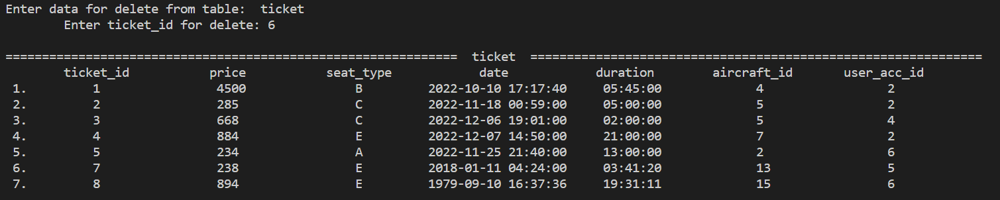 Enter data for delete from table:  ticket
        Enter ticket_id for delete: 6
==============================================================  ticket  ==============================================================
        ticket_id           price           seat_type            date            duration        aircraft_id       user_acc_id
 1.         1                4500               B         2022-10-10 17:17:40     05:45:00             4                 2
 2.         2                285                C         2022-11-18 00:59:00     05:00:00             5                 2
 3.         3                668                C         2022-12-06 19:01:00     02:00:00             5                 4
 4.         4                884                E         2022-12-07 14:50:00     21:00:00             7                 2
 5.         5                234                A         2022-11-25 21:40:00     13:00:00             2                 6
 6.         7                238                E         2018-01-11 04:24:00     03:41:20             13                5
 7.         8                894                E         1979-09-10 16:37:36     19:31:11             15                6